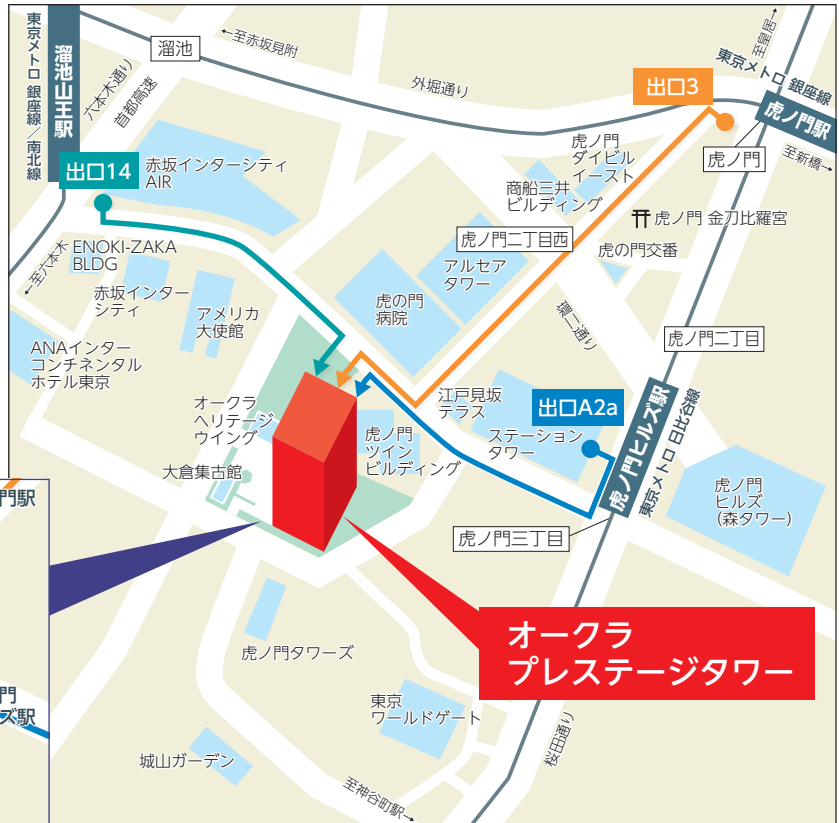 東京メトロ 銀座線／南北線
溜池山王駅
六本木通り
首都高速
溜池
←至赤坂見附
外堀通り
至皇居→
東京メトロ 銀座線
出口3
虎ノ門駅
虎ノ門
至新橋→
出口14
赤坂インターシティ
AIR
虎ノ門
ダイビル
イースト
商船三井
ビルディング
虎ノ門 金刀比羅宮
虎ノ門二丁目西
虎の門交番
←至六本木
ENOKI-ZAKA
BLDG
アルセア
タワー
赤坂インター
シティ
アメリカ
大使館
虎の門
病院
環二通り
虎ノ門二丁目
ANAインター
コンチネンタル
ホテル東京
オークラ
ヘリテージ
ウイング
江戸見坂
テラス
出口A2a
ステーション
タワー
虎ノ門ヒルズ駅
東京メトロ 日比谷線
虎ノ門
ツイン
ビルディング
大倉集古館
虎ノ門
ヒルズ
(森タワー)
門駅
虎ノ門三丁目
オークラ
プレステージタワー
虎ノ門タワーズ
門
ズ駅
東京
ワールドゲート
桜田通り
城山ガーデン
至神谷町駅→